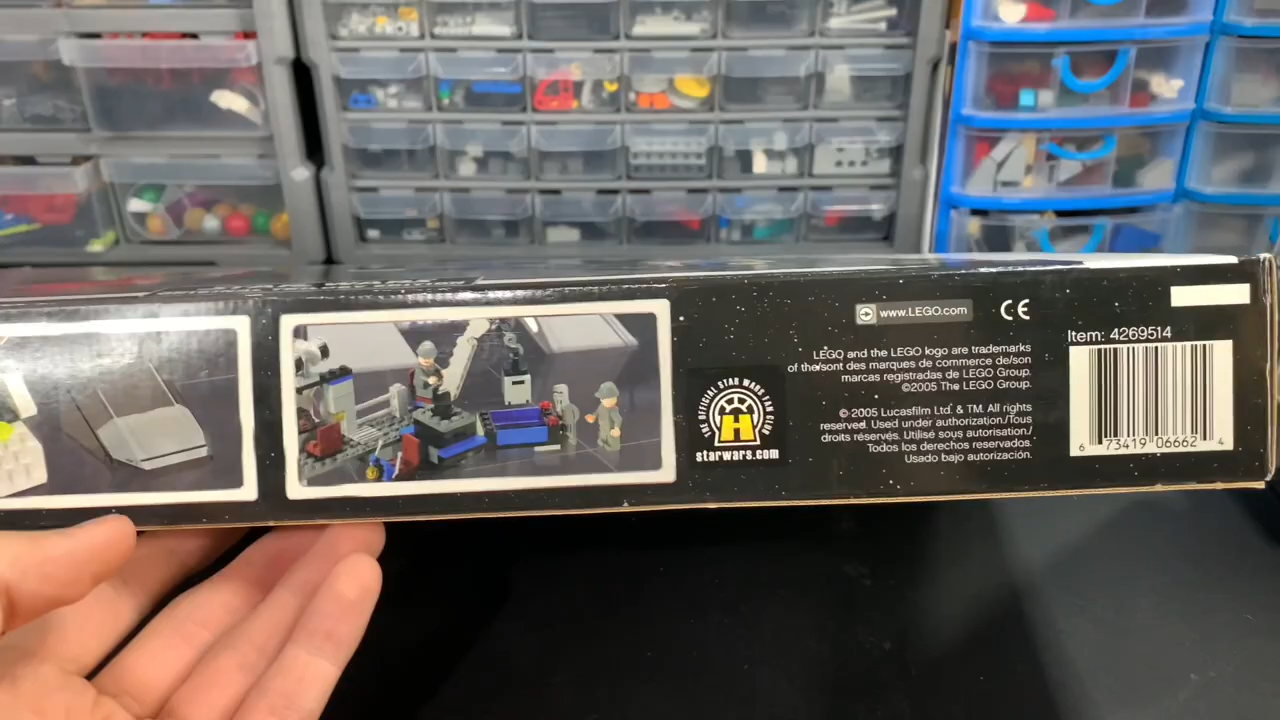 www.LEGO.com
CE
LEGO and the LEGO logo are trademarks
of the/sont des marques de commerce de/son
marcas registradas de LEGO Group.
©2005 The LEGO Group.
© 2005 Lucasfilm Ltd. & TM. All rights
reserved. Used under authorization./Tous
droits réservés. Utilisé sous autorisation./
Todos los derechos reservados.
Usado bajo autorización.
THE OFFICIAL STAR WARS FAN CLUB
H
starwars.com
Item: 4269514
6 73419 06662 4